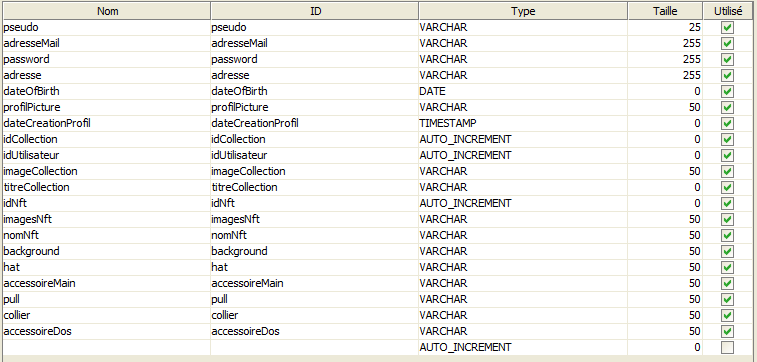 Nom ID Type Taille Utilisé
pseudo pseudo VARCHAR 25
adresseMail adresseMail VARCHAR 255
password password VARCHAR 255
adresse adresse VARCHAR 255
dateOfBirth dateOfBirth DATE 0
profilPicture profilPicture VARCHAR 50
dateCreationProfil dateCreationProfil TIMESTAMP 0
idCollection idCollection AUTO_INCREMENT 0
idUtilisateur idUtilisateur AUTO_INCREMENT 0
imageCollection imageCollection VARCHAR 50
titreCollection titreCollection VARCHAR 0
idNft idNft AUTO_INCREMENT 0
imagesNft imagesNft VARCHAR 50
nomNft nomNft VARCHAR 50
background background VARCHAR 50
hat hat VARCHAR 50
accessoireMain accessoireMain VARCHAR 50
pull pull VARCHAR 50
collier collier VARCHAR 50
accessoireDos accessoireDos VARCHAR 50
AUTO_INCREMENT 0